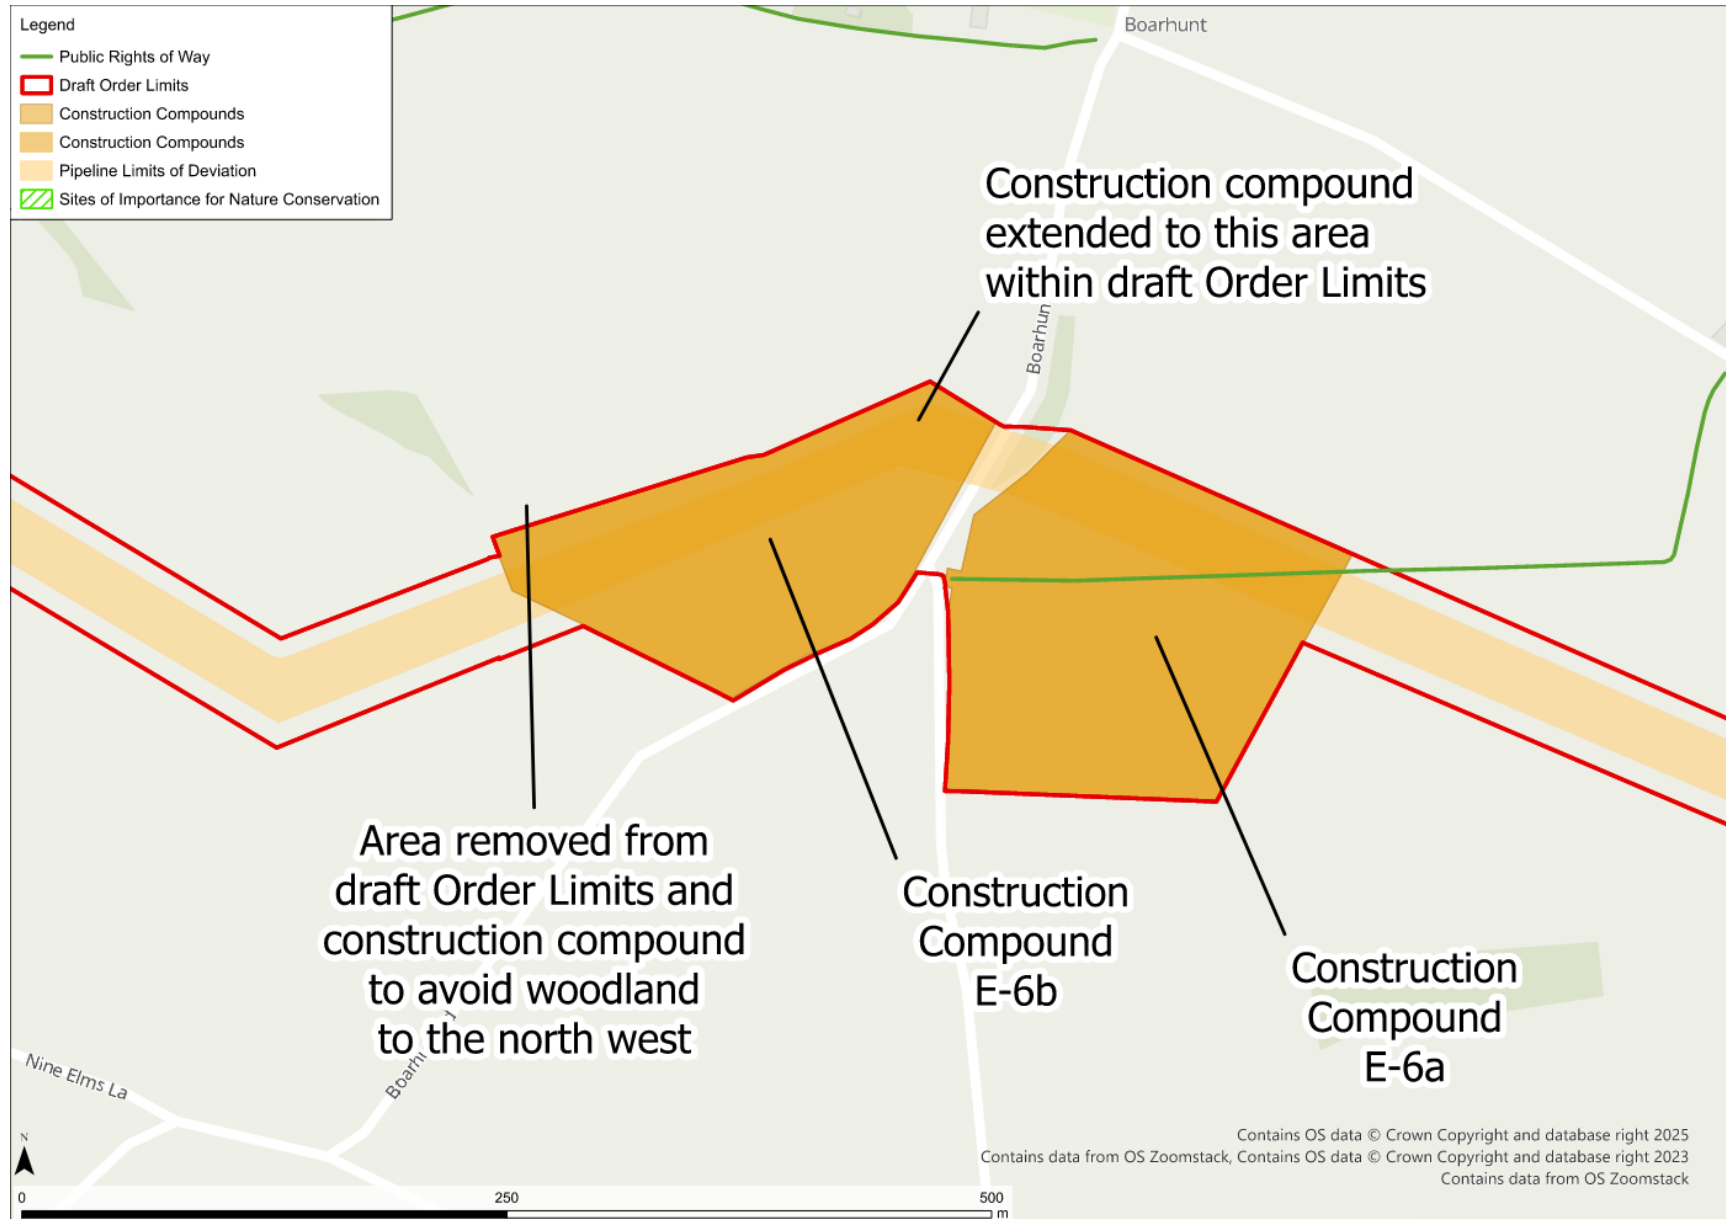 Legend
Public Rights of Way
Draft Order Limits
Construction Compounds
Construction Compounds
Pipeline Limits of Deviation
Sites of Importance for Nature Conservation
Boarhunt
Construction compound
extended to this area
within draft Order Limits
Boarhun
Area removed from
draft Order Limits and
construction compound
to avoid woodland
to the north west
Construction
Compound
E-6b
Construction
Compound
E-6a
Nine Elms La
N
0 250 500
m
Contains OS data © Crown Copyright and database right 2025
Contains data from OS Zoomstack, Contains OS data © Crown Copyright and database right 2023
Contains data from OS Zoomstack